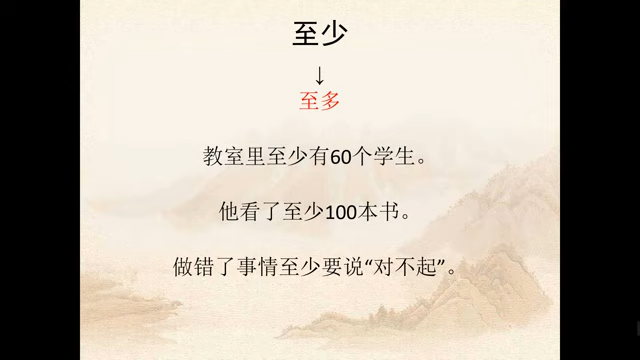 至少
↓
至多
教室里至少有60个学生。
他看了至少100本书。
做错了事情至少要说“对不起”。